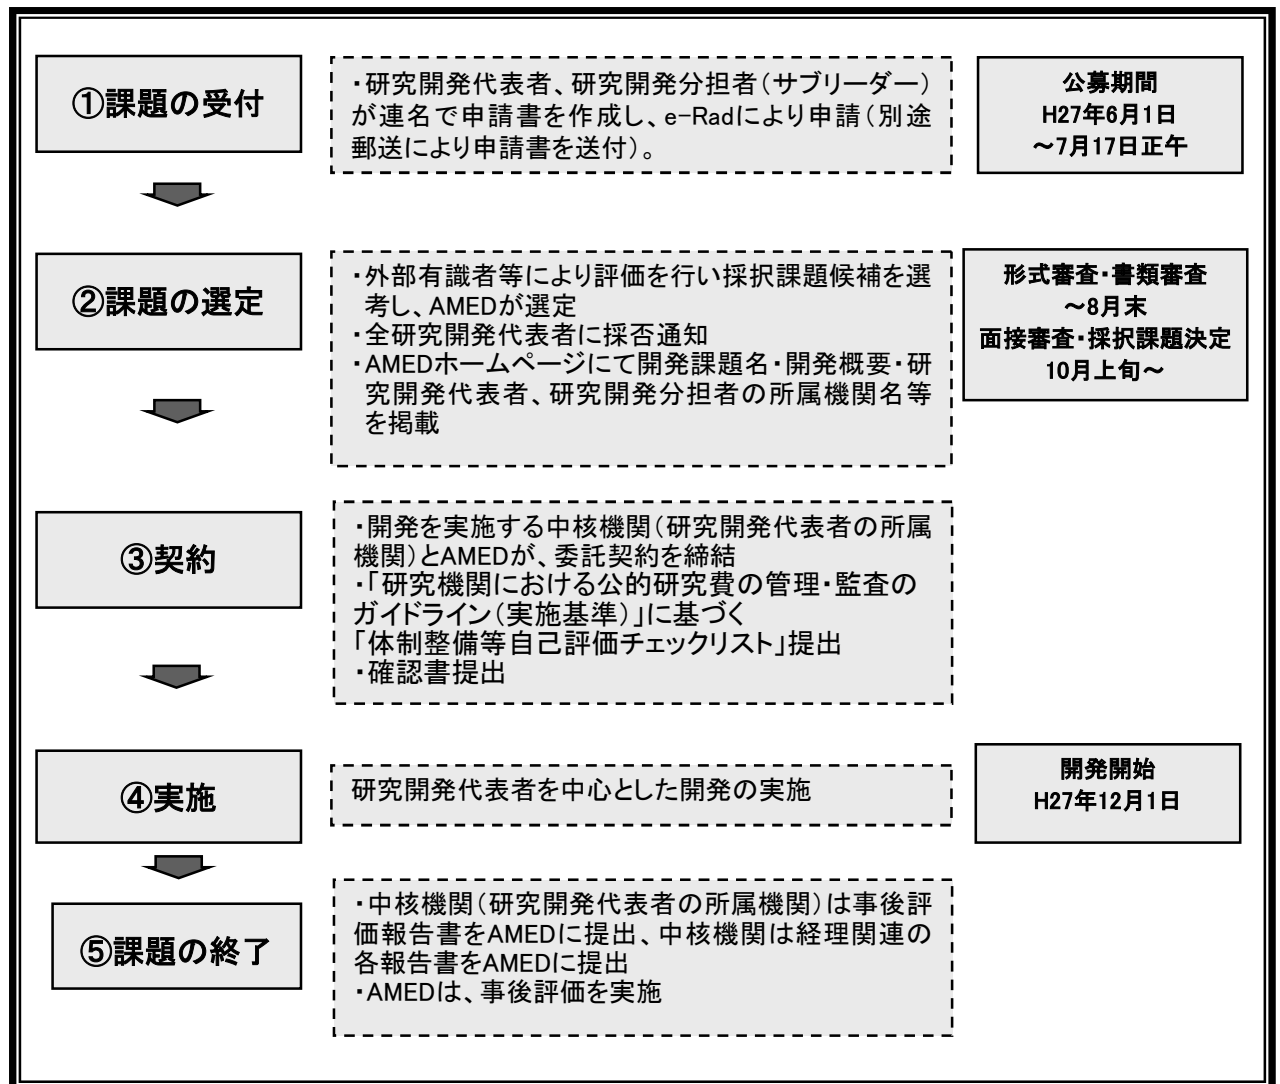 ①課題の受付
・研究開発代表者、研究開発分担者（サブリーダー）
が連名で申請書を作成し、e-Radにより申請（別途
郵送により申請書を送付）。
公募期間
H27年6月1日
～7月17日正午
②課題の選定
・外部有識者等により評価を行い採択課題候補を選
考し、AMEDが選定
・全研究開発代表者に採否通知
・AMEDホームページにて開発課題名・開発概要・研
究開発代表者、研究開発分担者の所属機関名等
を掲載
形式審査・書類審査
～8月末
面接審査・採択課題決定
10月上旬～
③契約
・開発を実施する中核機関（研究開発代表者の所属
機関）とAMEDが、委託契約を締結
・「研究機関における公的研究費の管理・監査の
ガイドライン（実施基準）」に基づく
「体制整備等自己評価チェックリスト」提出
・確認書提出
④実施
研究開発代表者を中心とした開発の実施
開発開始
H27年12月1日
⑤課題の終了
・中核機関（研究開発代表者の所属機関）は事後評
価報告書をAMEDに提出、中核機関は経理関連の
各報告書をAMEDに提出
・AMEDは、事後評価を実施